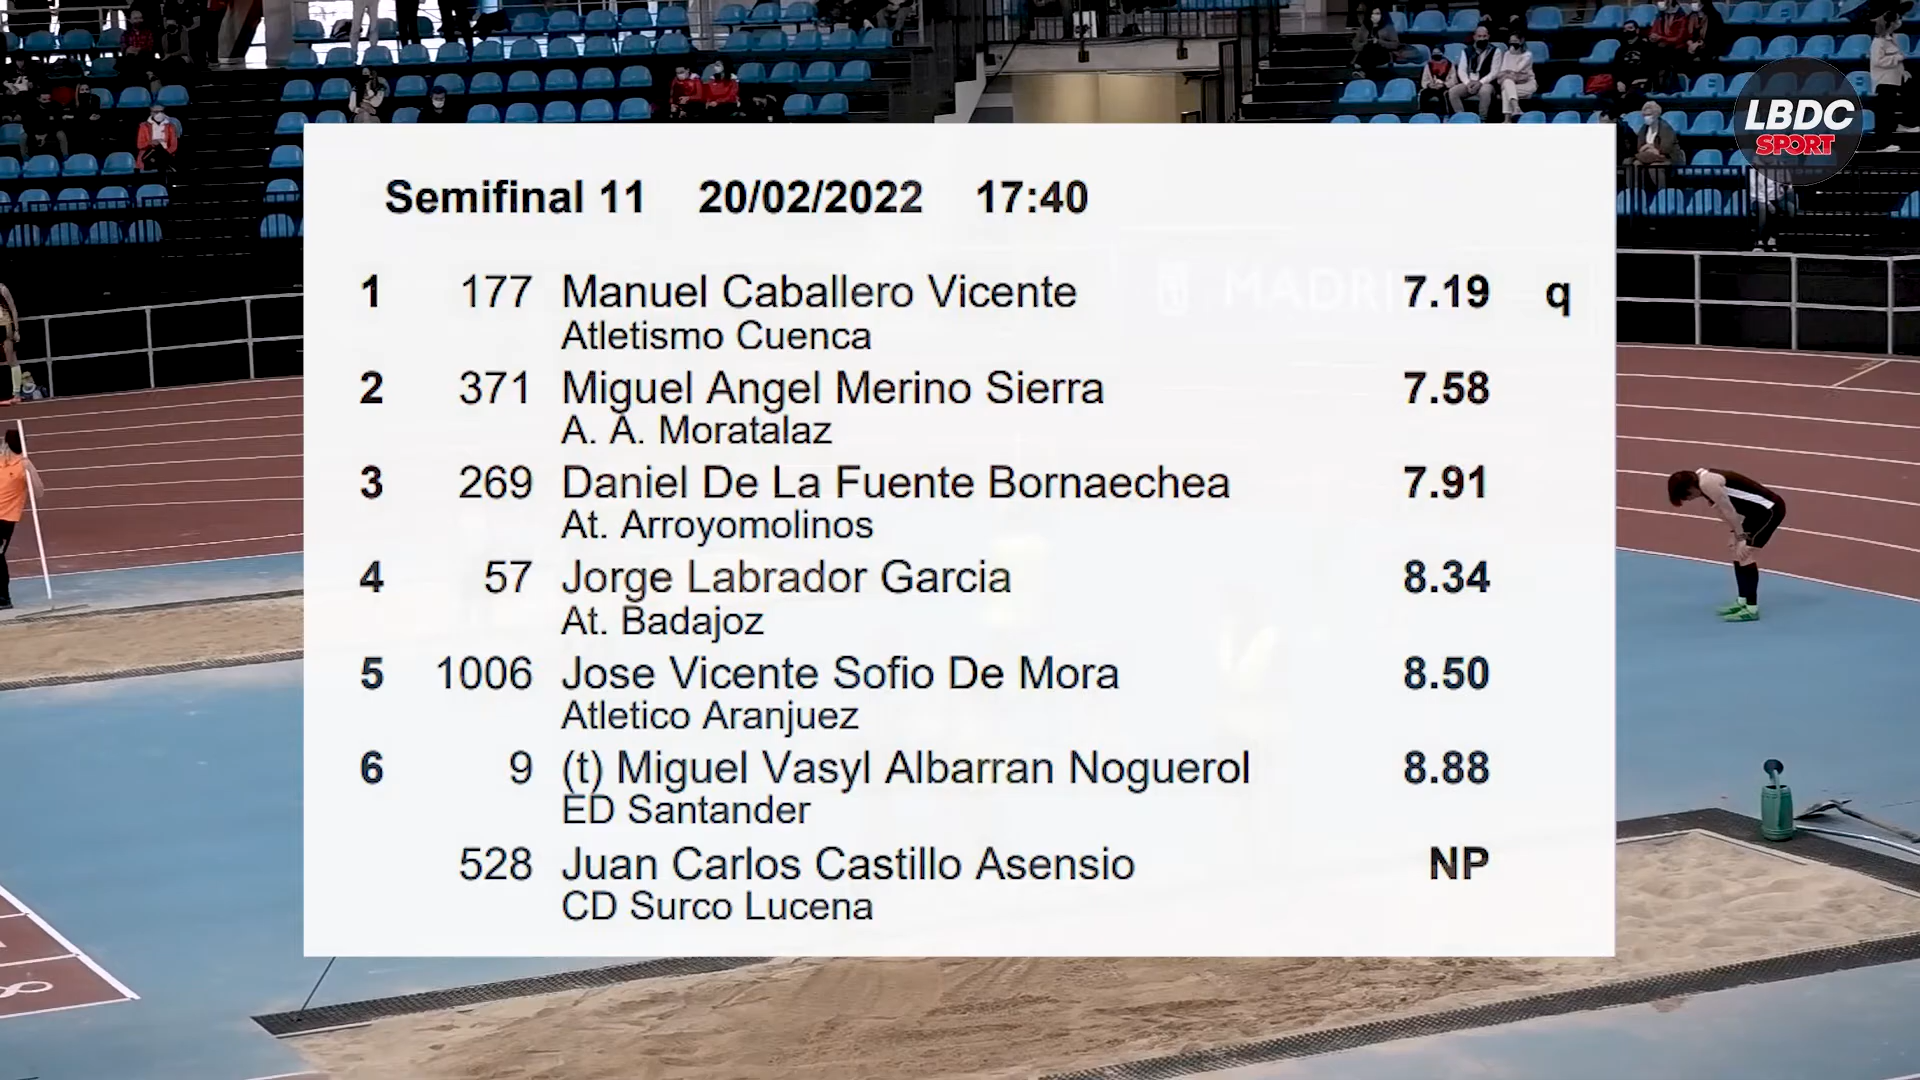 LBDC
SPORT
Semifinal 11 20/02/2022 17:40
1 177 Manuel Caballero Vicente 7.19 q
Atletismo Cuenca
2 371 Miguel Angel Merino Sierra 7.58
A. A. Moratalaz
3 269 Daniel De La Fuente Bornaechea 7.91
At. Arroyomolinos
4 57 Jorge Labrador Garcia 8.34
At. Badajoz
5 1006 Jose Vicente Sofio De Mora 8.50
Atletico Aranjuez
6 9 (t) Miguel Vasyl Albarran Noguerol 8.88
ED Santander
528 Juan Carlos Castillo Asensio NP
CD Surco Lucena
MADRI
8